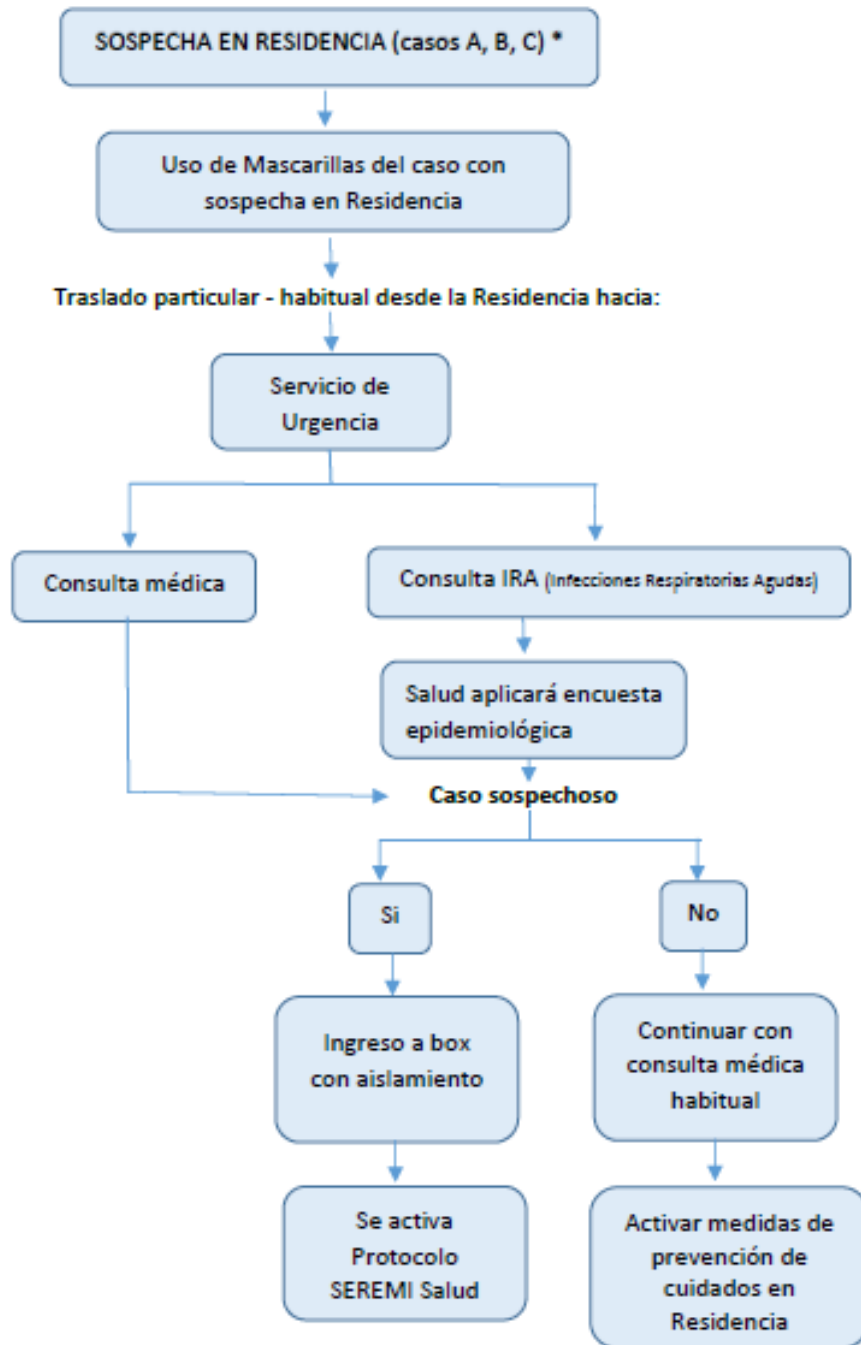 SOSPECHA EN RESIDENCIA (casos A, B, C) *
Uso de Mascarillas del caso con
sospecha en Residencia
Traslado particular - habitual desde la Residencia hacia:
Servicio de
Urgencia
Consulta médica
Consulta IRA (Infecciones Respiratorias Agudas)
Salud aplicará encuesta
epidemiológica
Caso sospechoso
Si
No
Ingreso a box
con aislamiento
Continuar con
consulta médica
habitual
Se activa
Protocolo
SEREMI Salud
Activar medidas de
prevención de
cuidados en
Residencia